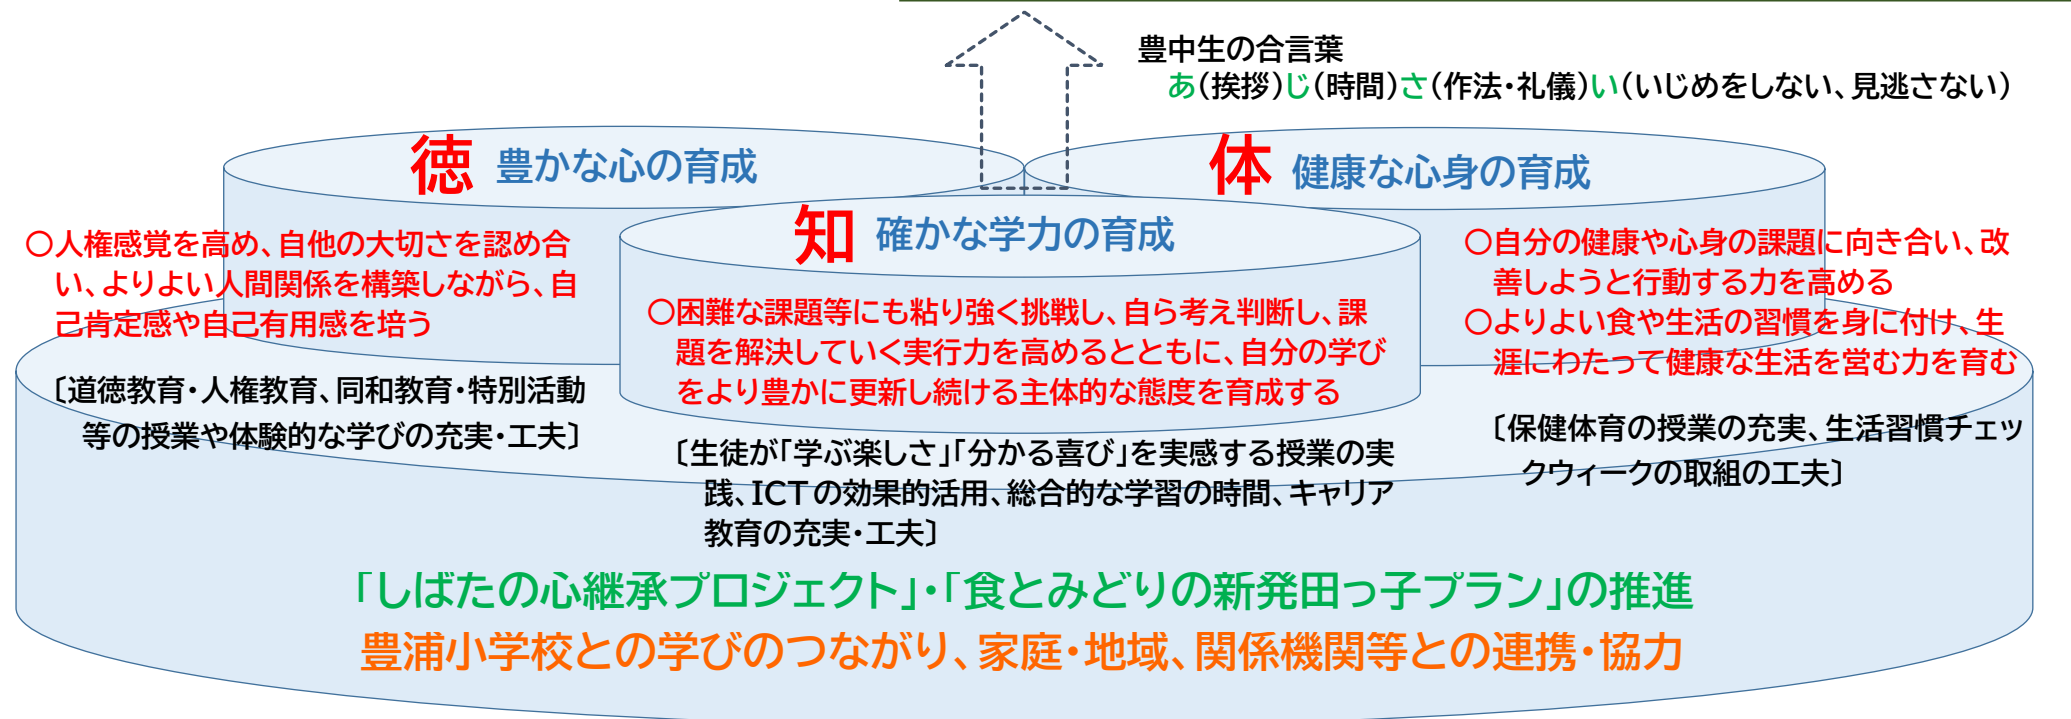 豊中生の合言葉
あ(挨拶)じ(時間)さ(作法・礼儀)い(いじめをしない、見逃さない)
徳 豊かな心の育成
体 健康な心身の育成
知 確かな学力の育成
〇人権感覚を高め、自他の大切さを認め合
い、よりよい人間関係を構築しながら、自
己肯定感や自己有用感を培う
〔道徳教育・人権教育、同和教育・特別活動
等の授業や体験的な学びの充実・工夫〕
〇困難な課題等にも粘り強く挑戦し、自ら考え判断し、課
題を解決していく実行力を高めるとともに、自分の学び
をより豊かに更新し続ける主体的な態度を育成する
〔生徒が「学ぶ楽しさ」「分かる喜び」を実感する授業の実
践、ICTの効果的活用、総合的な学習の時間、キャリア
教育の充実・工夫〕
〇自分の健康や心身の課題に向き合い、改
善しようと行動する力を高める
〇よりよい食や生活の習慣を身に付け、生
涯にわたって健康な生活を営む力を育む
〔保健体育の授業の充実、生活習慣チェッ
クウィークの取組の工夫〕
「しばたの心継承プロジェクト」・「食とみどりの新発田っ子プラン」の推進
豊浦小学校との学びのつながり、家庭・地域、関係機関等との連携・協力